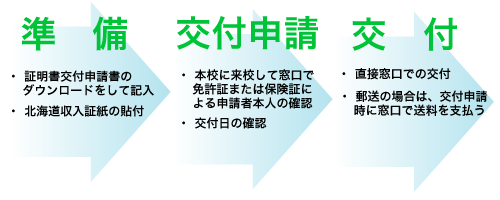 準　備
・ 証明書交付申請書の
ダウンロードをして記入
・ 北海道収入証紙の貼付
交付申請
・ 本校に来校して窓口で
免許証または保険証に
よる申請者本人の確認
・ 交付日の確認
交　付
・ 直接窓口での交付
・ 郵送の場合は、交付申請
時に窓口で送料を支払う